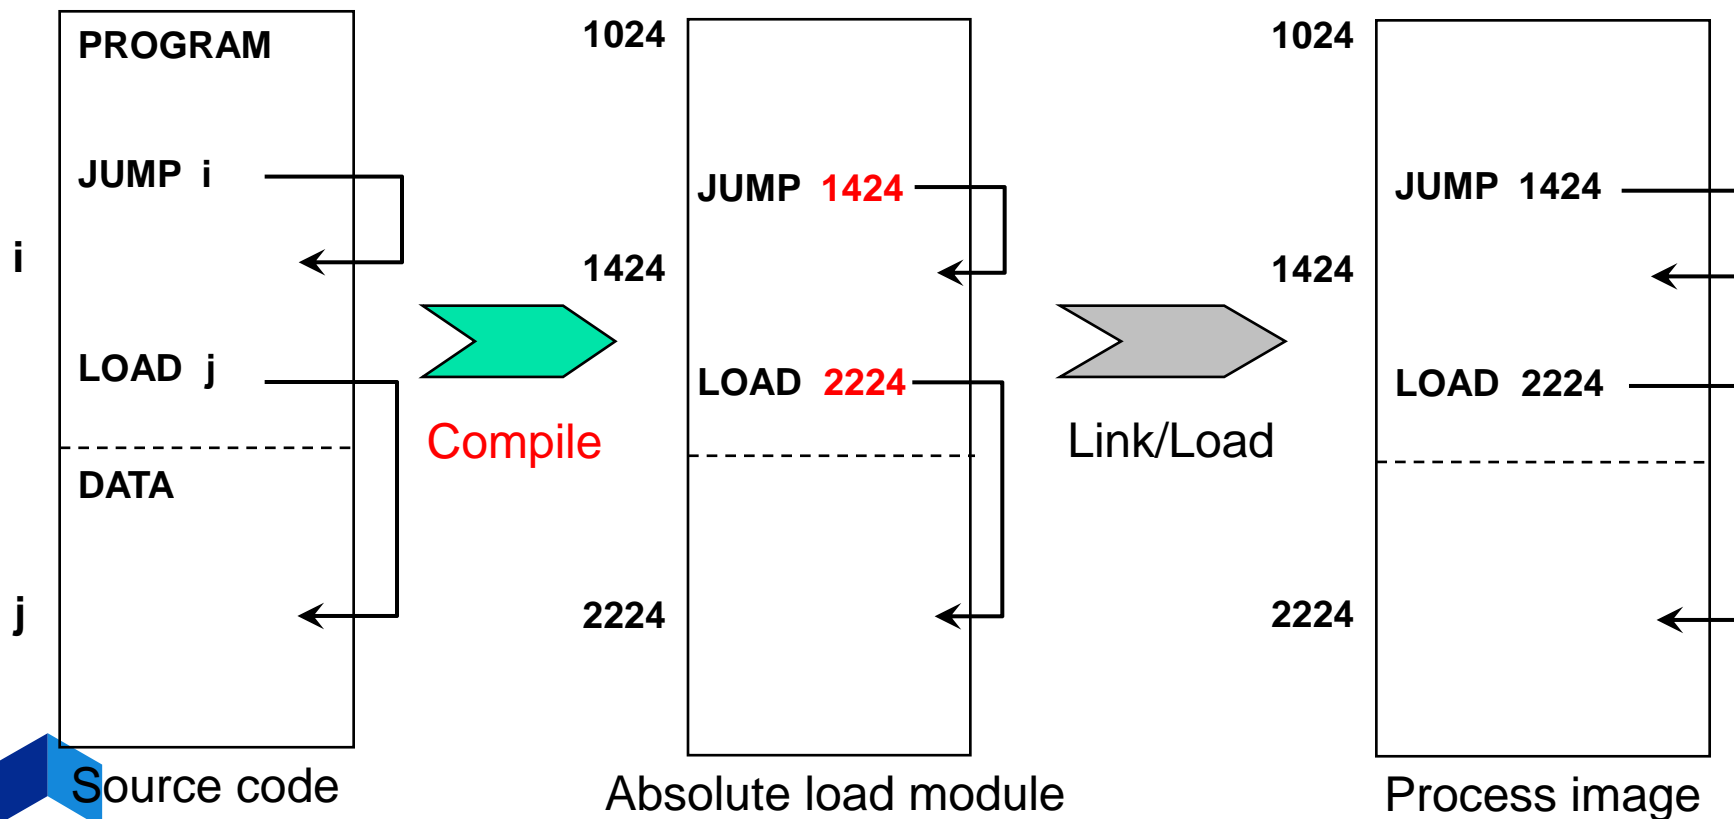 PROGRAM
JUMP i
i
LOAD j
DATA
j
Source code
Compile
1024
JUMP 1424
1424
LOAD 2224
2224
Absolute load module
Link/Load
1024
JUMP 1424
1424
LOAD 2224
2224
Process image